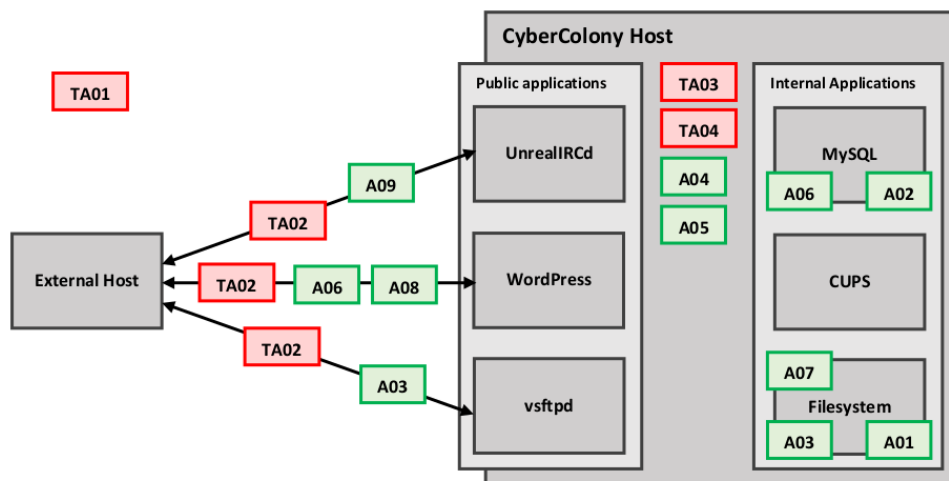 CyberColony Host
Public applications
TA03
Internal Applications
TA01
TA04
UnrealIRCd
MySQL
A09
A04
A06
A02
TA02
A05
External Host
TA02
A06
A08
WordPress
CUPS
TA02
A03
vsftpd
A07
Filesystem
A03
A01